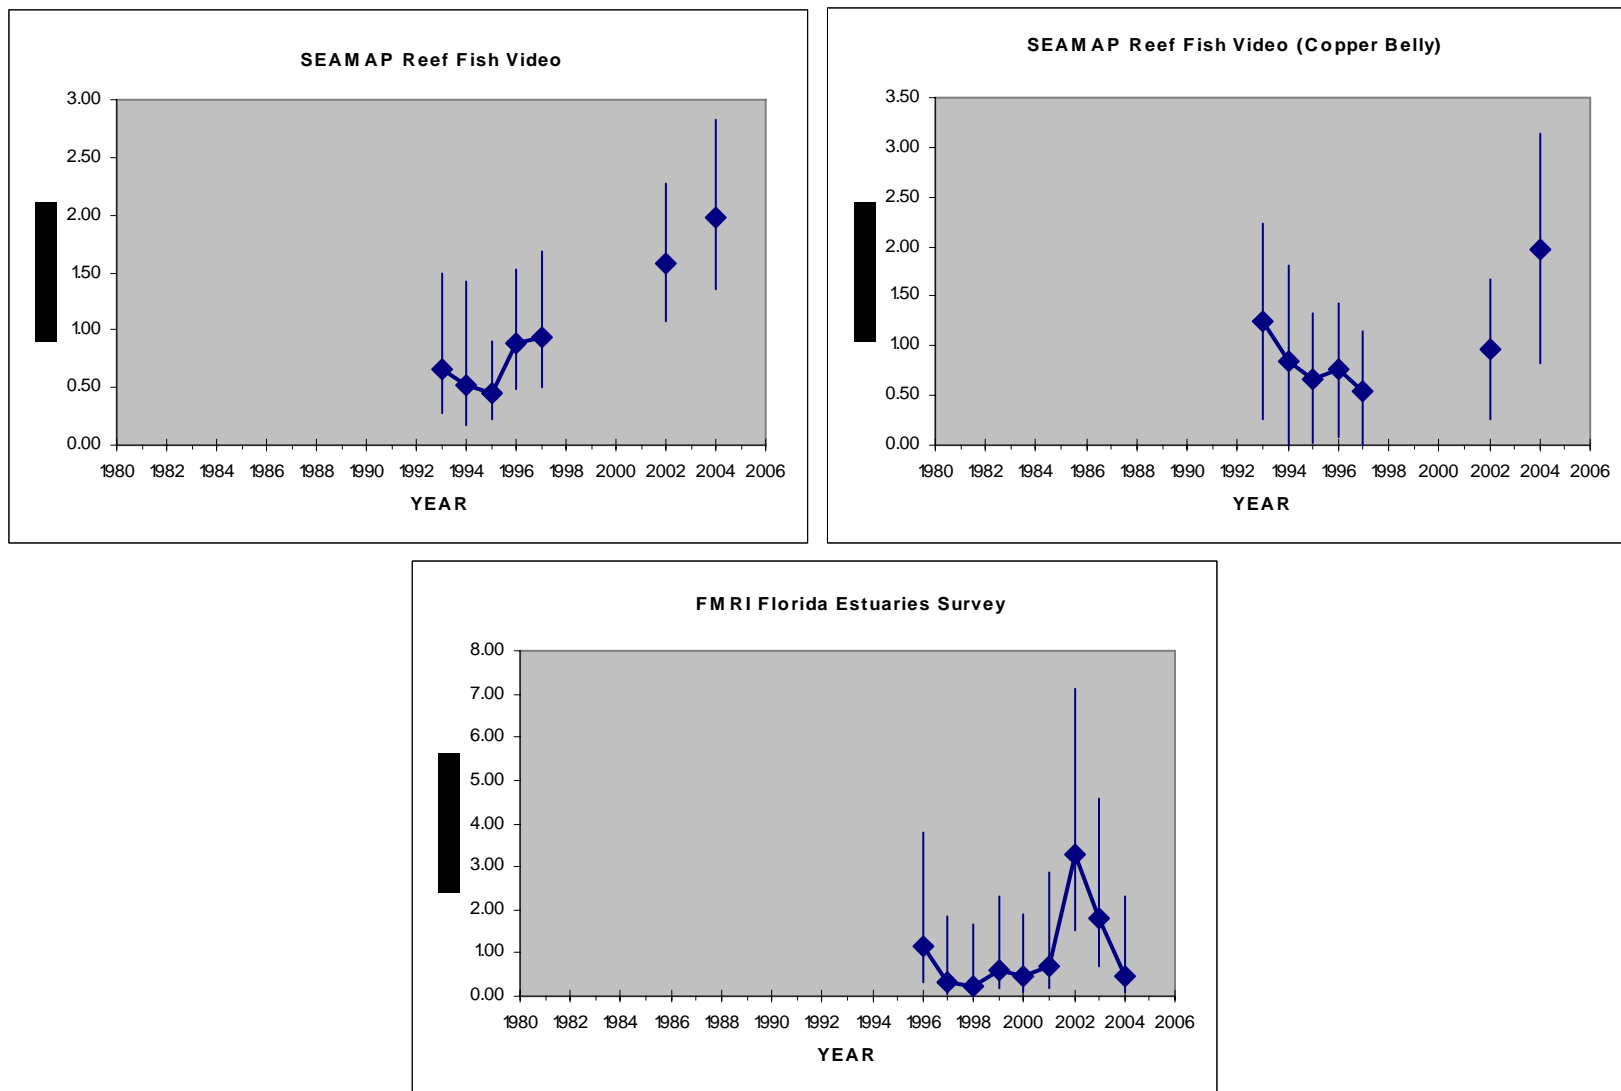 SEAMAP Reef Fish Video
3.00
2.50
2.00
1.50
1.00
0.50
0.00
1980 1982 1984 1986 1988 1990 1992 1994 1996 1998 2000 2002 2004 2006
YEAR
SEAMAP Reef Fish Video (Copper Belly)
3.50
3.00
2.50
2.00
1.50
1.00
0.50
0.00
1980 1982 1984 1986 1988 1990 1992 1994 1996 1998 2000 2002 2004 2006
YEAR
FMRI Florida Estuaries Survey
8.00
7.00
6.00
5.00
4.00
3.00
2.00
1.00
0.00
1980 1982 1984 1986 1988 1990 1992 1994 1996 1998 2000 2002 2004 2006
YEAR